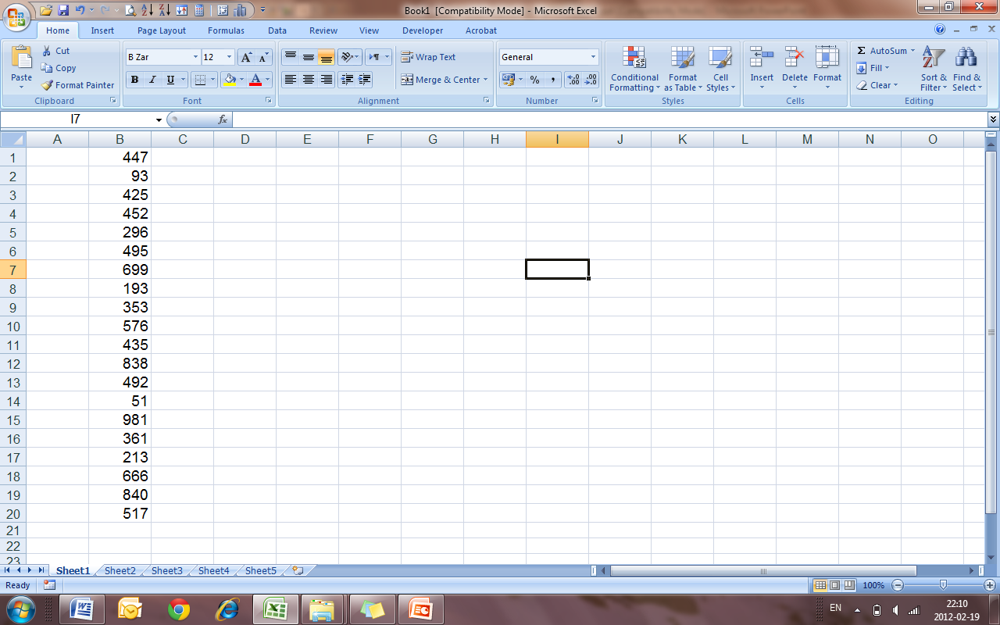 Book1 [Compatibility Mode] - Microsoft Excel
Home Insert Page Layout Formulas Data Review View Developer Acrobat
Paste
Cut
Copy
Format Painter
Clipboard
B Zar 12
B I U
Font
Wrap Text
Merge & Center
Alignment
General
% , .0 .00 .00 .0
Number
Conditional Formatting
Format as Table
Cell Styles
Styles
Insert Delete Format
Cells
Σ AutoSum
Fill
Clear
Sort & Filter
Find & Select
Editing
I7 fx
A B C D E F G H I J K L M N O
1 447
2 93
3 425
4 452
5 296
6 495
7 699
8 193
9 353
10 576
11 435
12 838
13 492
14 51
15 981
16 361
17 213
18 666
19 840
20 517
21
22
23
Sheet1 Sheet2 Sheet3 Sheet4 Sheet5
Ready 100%
EN 22:10
2012-02-19